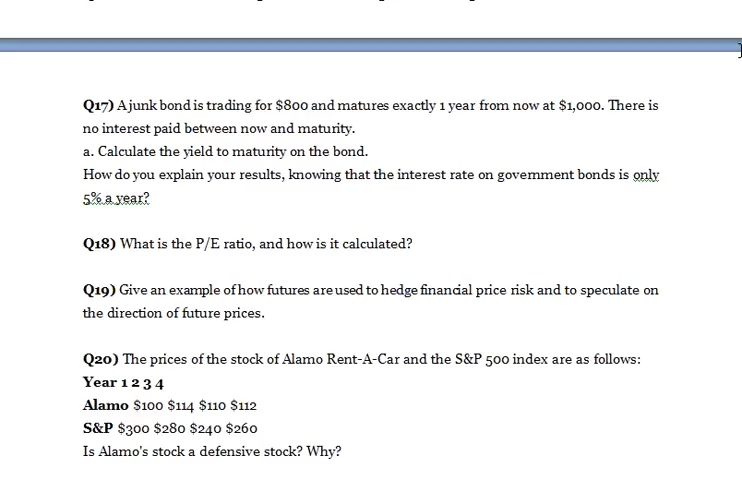 Q17) A junk bond is trading for $800 and matures exactly 1 year from now at $1,000. There is
no interest paid between now and maturity.
a. Calculate the yield to maturity on the bond.
How do you explain your results, knowing that the interest rate on government bonds is only
5% a year?
Q18) What is the P/E ratio, and how is it calculated?
Q19) Give an example of how futures are used to hedge financial price risk and to speculate on
the direction of future prices.
Q20) The prices of the stock of Alamo Rent-A-Car and the S&P 500 index are as follows:
Year 1 2 3 4
Alamo $100 $114 $110 $112
S&P $300 $280 $240 $260
Is Alamo's stock a defensive stock? Why?